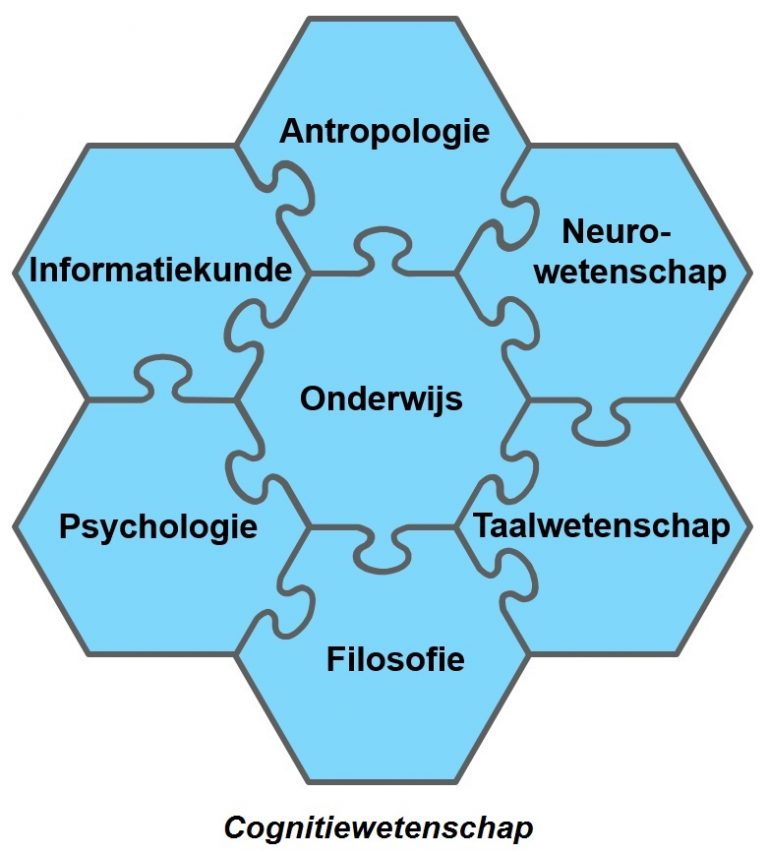 Antropologie
Neuro-
wetenschap
Informatiekunde
Onderwijs
Psychologie
Taalwetenschap
Filosofie
Cognitiewetenschap